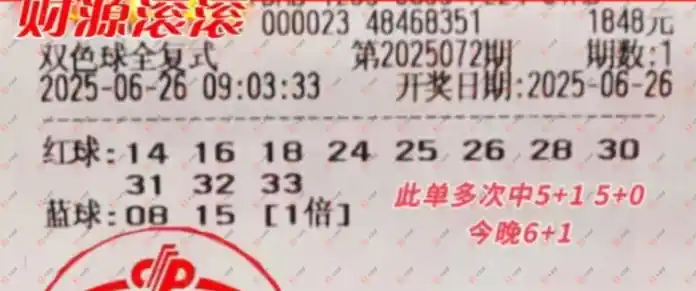 财源滚滚
000023 48468351 1848元
双色球全复式 第2025072期 期数:1
2025-06-26 09:03:33 开奖日期:2025-06-26
红球:14 16 18 24 25 26 28 30
31 32 33
蓝球:08 15 [1倍]
此单多次中5+1 5+0
今晚6+1